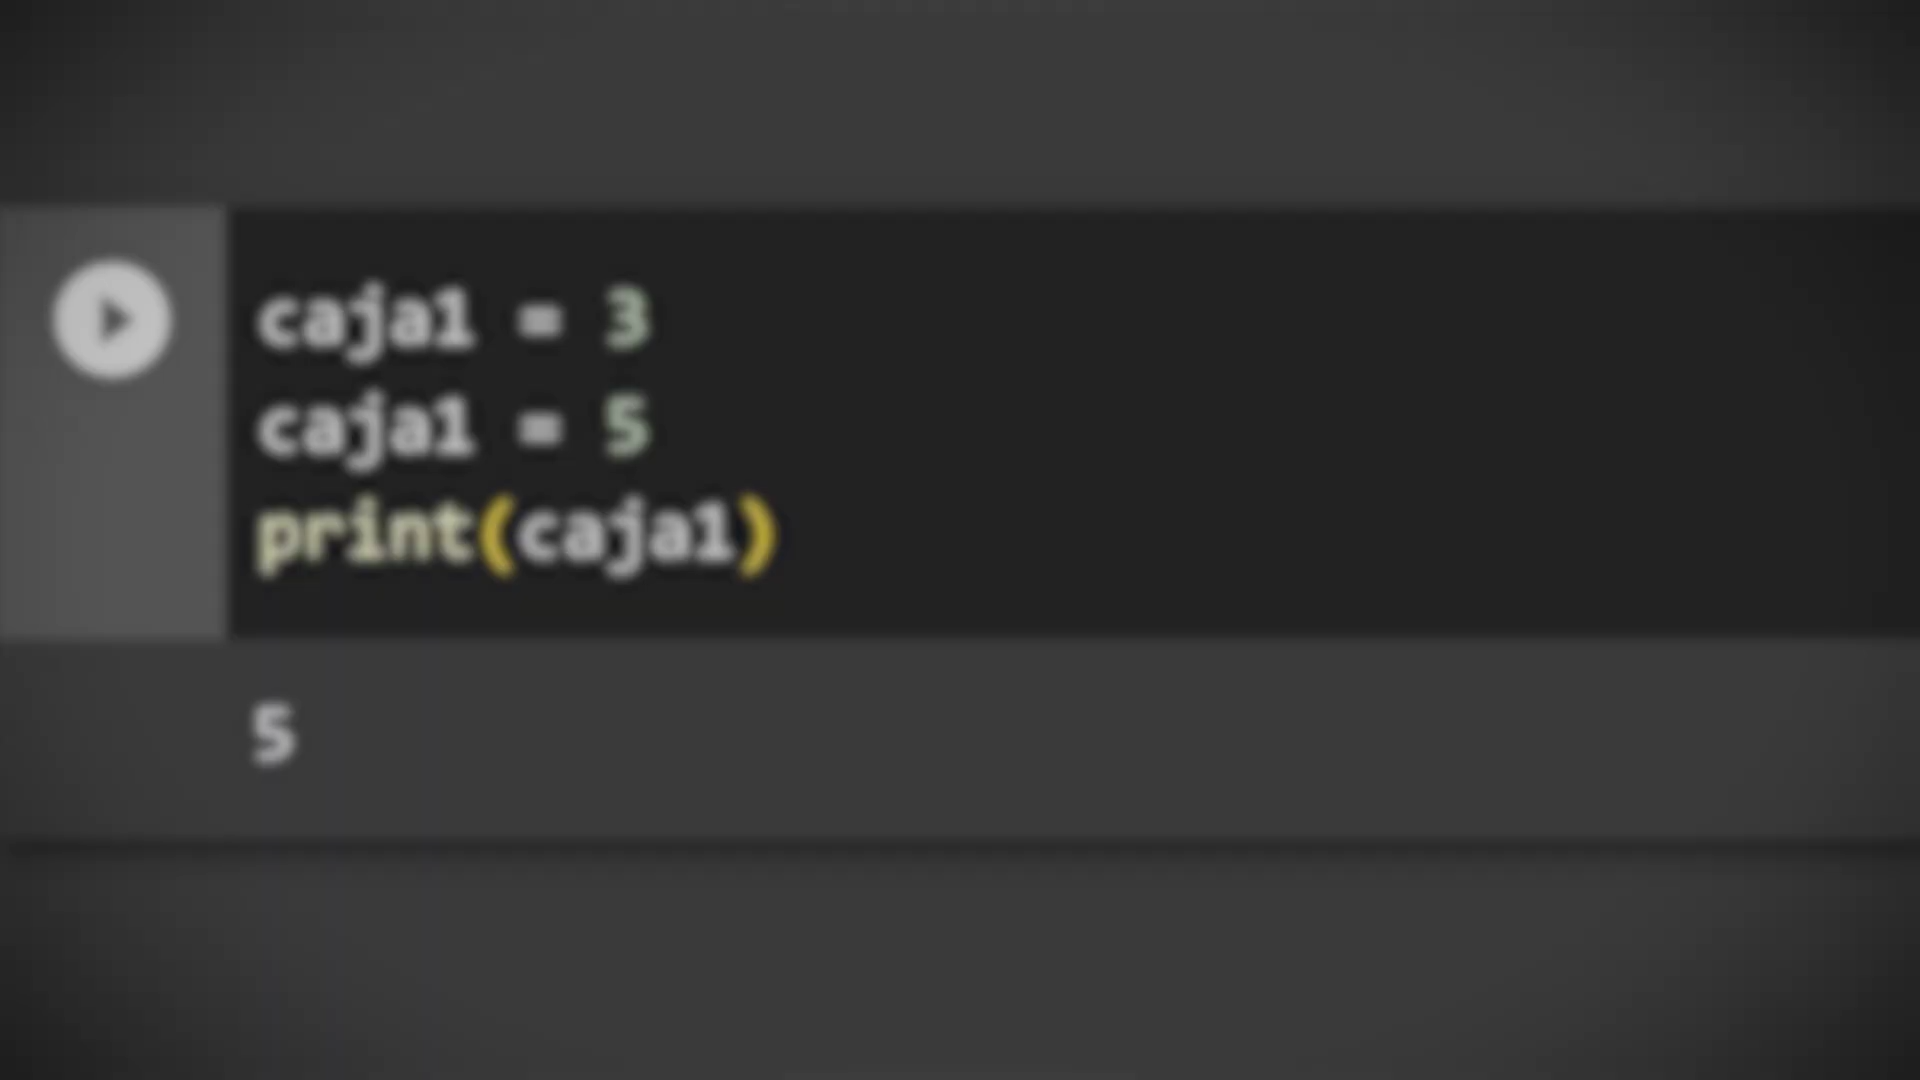 caja1 = 3
caja1 = 5
print(caja1)
5